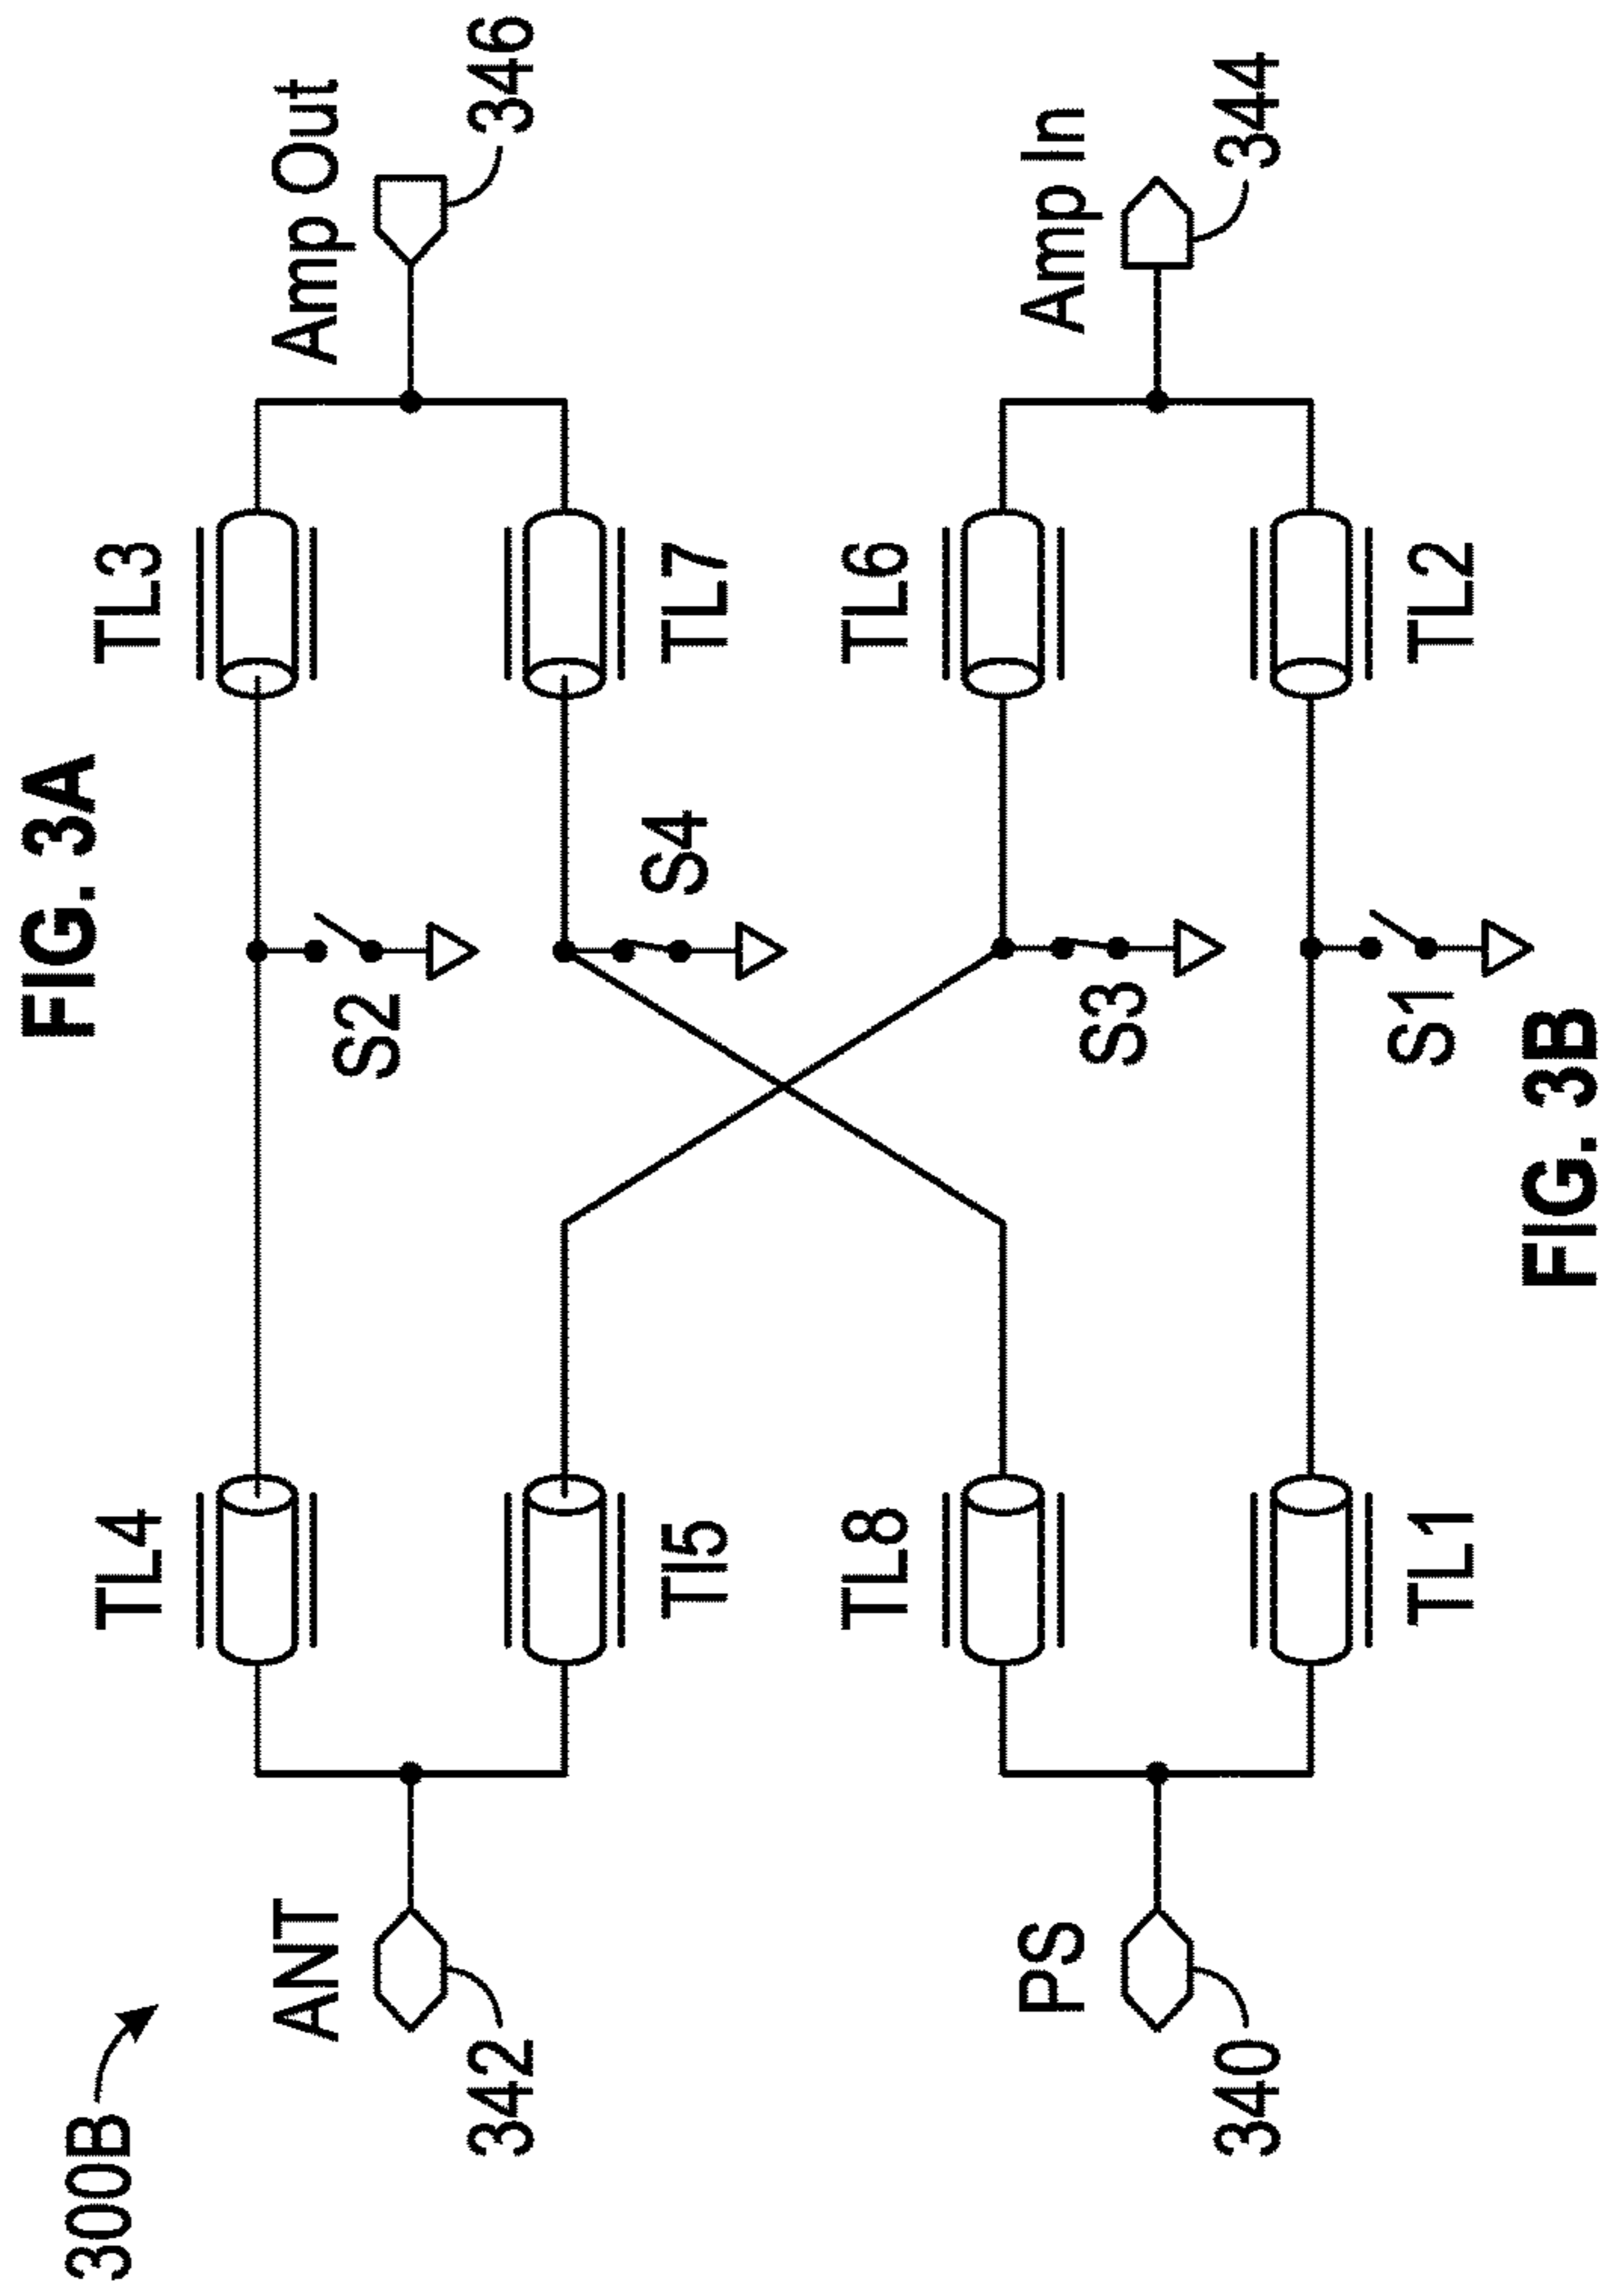 FIG. 3A
300B
TL4
TL3
ANT
Amp Out
342
346
S2
TI5
TL7
S4
TL8
TL6
PS
Amp In
340
344
S3
TL1
TL2
S1
FIG. 3B